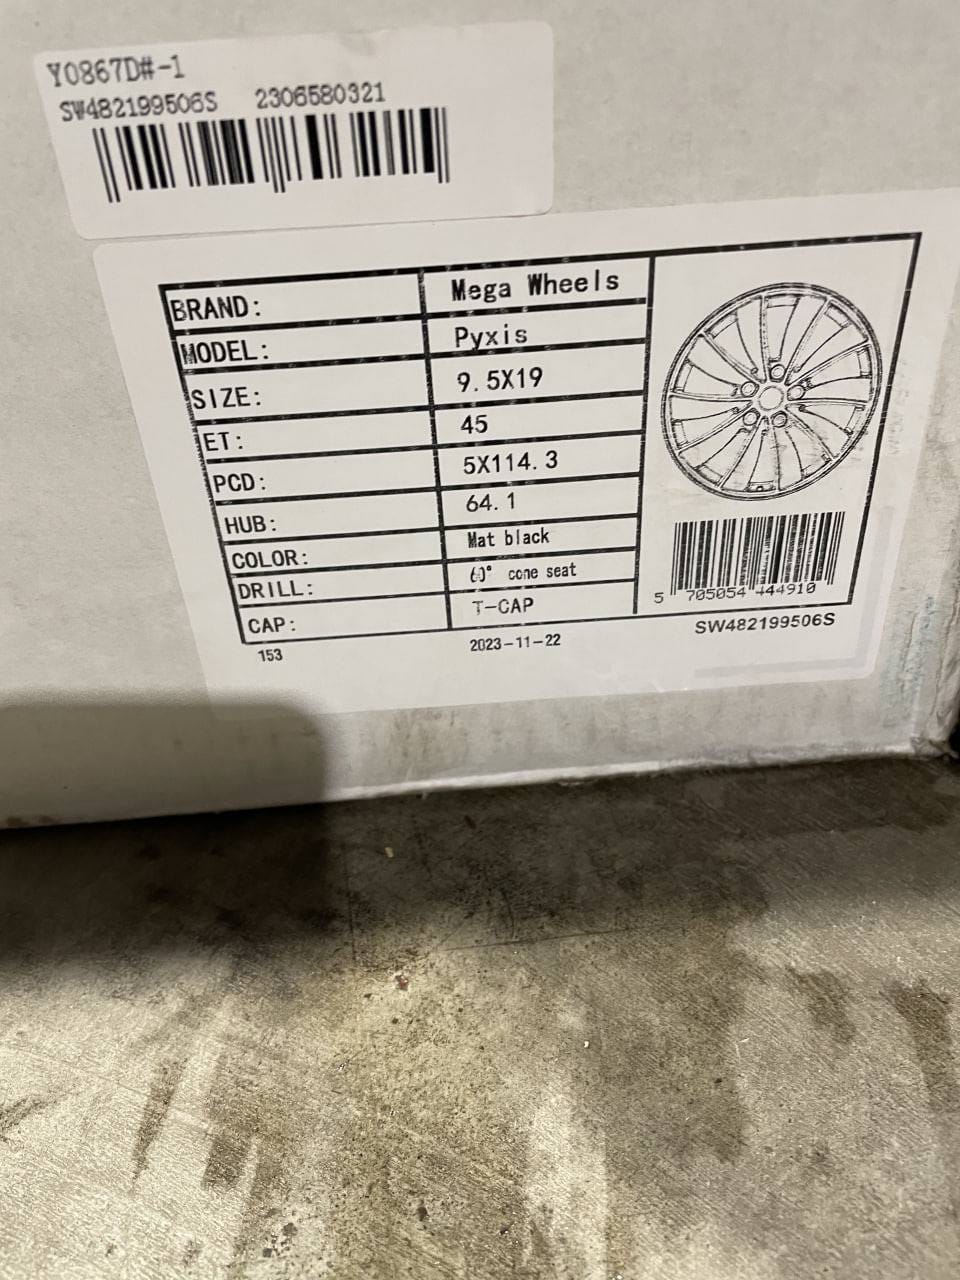 Y0867D#-1
SW482199506S 2306580321
BRAND: Mega Wheels
MODEL: Pyxis
SIZE: 9.5X19
ET: 45
PCD: 5X114.3
HUB: 64.1
COLOR: Mat black
DRILL: 60° cone seat
CAP: T-CAP
153 2023-11-22
5 705054 444910
SW482199506S